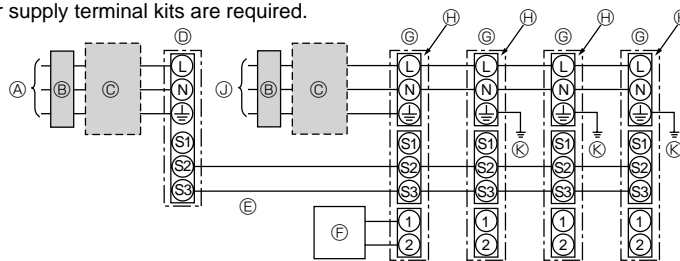 r supply terminal kits are required.
Ⓗ Ⓗ Ⓗ
Ⓓ Ⓖ Ⓖ Ⓖ Ⓖ
L L L L L
Ⓐ Ⓑ Ⓒ N Ⓙ Ⓑ Ⓒ N N N N
S1 S1 S1 S1 S1
Ⓚ Ⓚ Ⓚ
S2 S2 S2 S2 S2
S3 S3 S3 S3 S3
Ⓔ
Ⓕ 1 1 1 1
2 2 2 2